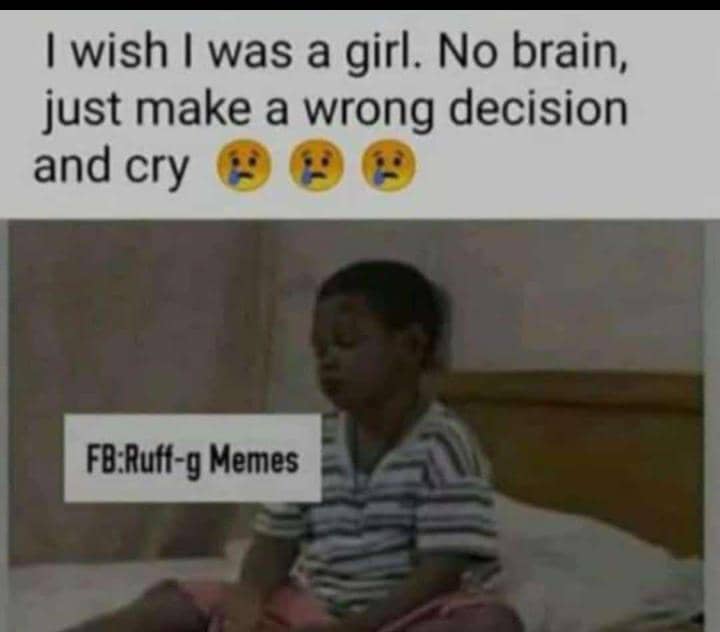 I wish I was a girl. No brain,
just make a wrong decision
and cry 😢 😢 😢
FB:Ruff-g Memes